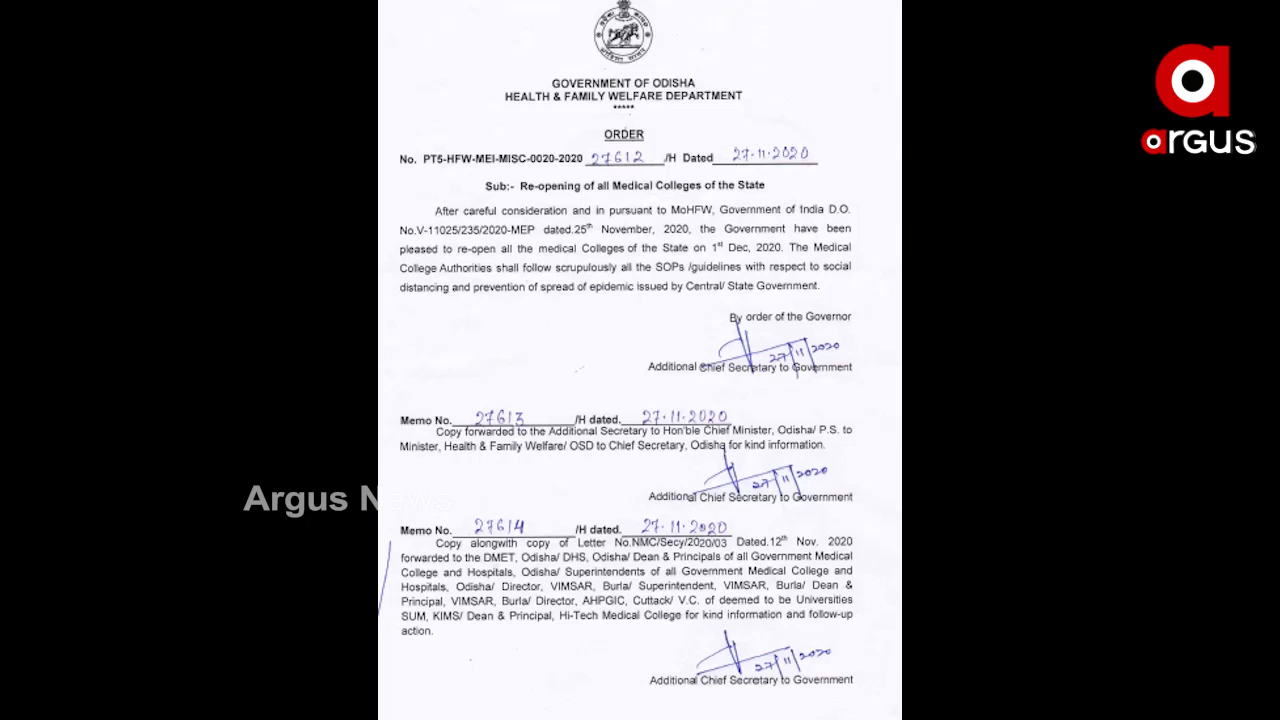 GOVERNMENT OF ODISHA
HEALTH & FAMILY WELFARE DEPARTMENT
*****
ORDER
No. PT5-HFW-MEI-MISC-0020-2020 27612 /H Dated 27.11.2020
Sub:- Re-opening of all Medical Colleges of the State
After careful consideration and in pursuant to MoHFW, Government of India D.O.
No.V-11025/235/2020-MEP dated.25th November, 2020, the Government have been
pleased to re-open all the medical Colleges of the State on 1st Dec, 2020. The Medical
College Authorities shall follow scrupulously all the SOPs /guidelines with respect to social
distancing and prevention of spread of epidemic issued by Central/ State Government.
By order of the Governor
27/11/2020
Additional Chief Secretary to Government
Memo No. 27613 /H dated. 27.11.2020
Copy forwarded to the Additional Secretary to Hon'ble Chief Minister, Odisha/ P.S. to
Minister, Health & Family Welfare/ OSD to Chief Secretary, Odisha for kind information.
27/11/2020
Additional Chief Secretary to Government
Memo No. 27614 /H dated. 27.11.2020
Copy alongwith copy of Letter No.NMC/Secy/2020/03 Dated.12th Nov. 2020
forwarded to the DMET, Odisha/ DHS, Odisha/ Dean & Principals of all Government Medical
College and Hospitals, Odisha/ Superintendents of all Government Medical College and
Hospitals, Odisha/ Director, VIMSAR, Burla/ Superintendent, VIMSAR, Burla/ Dean &
Principal, VIMSAR, Burla/ Director, AHPGIC, Cuttack/ V.C. of deemed to be Universities
SUM, KIMS/ Dean & Principal, Hi-Tech Medical College for kind information and follow-up
action.
27/11/2020
Additional Chief Secretary to Government
Argus News
argus